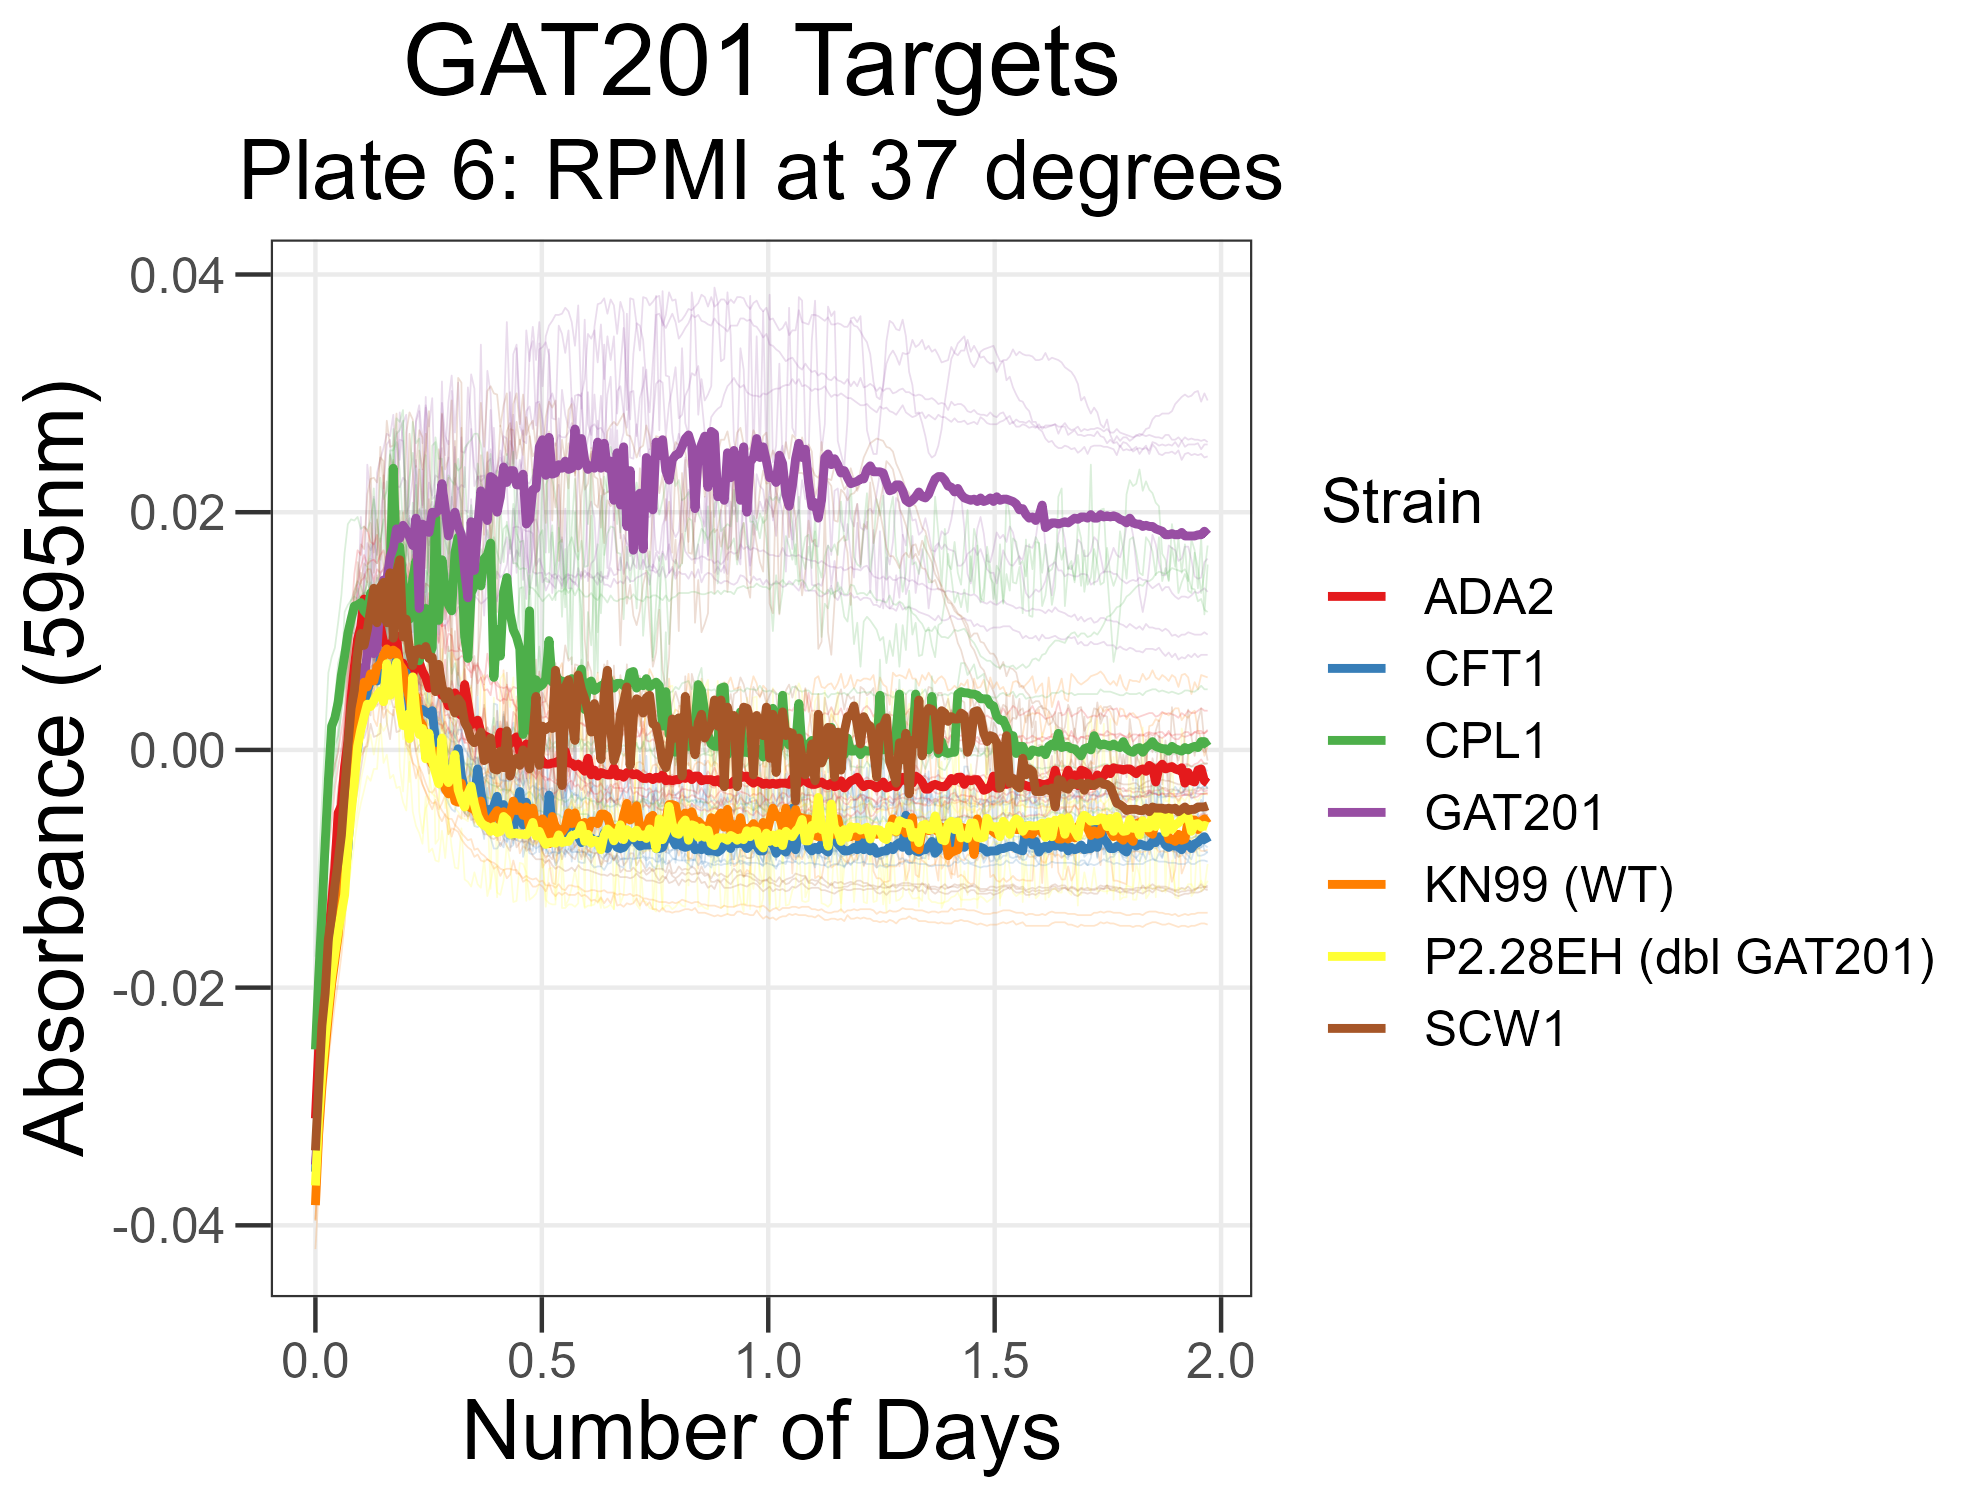 GAT201 Targets
Plate 6: RPMI at 37 degrees
Absorbance (595nm)
0.04
0.02
0.00
-0.02
-0.04
0.0
0.5
1.0
1.5
2.0
Number of Days
Strain
ADA2
CFT1
CPL1
GAT201
KN99 (WT)
P2.28EH (dbl GAT201)
SCW1